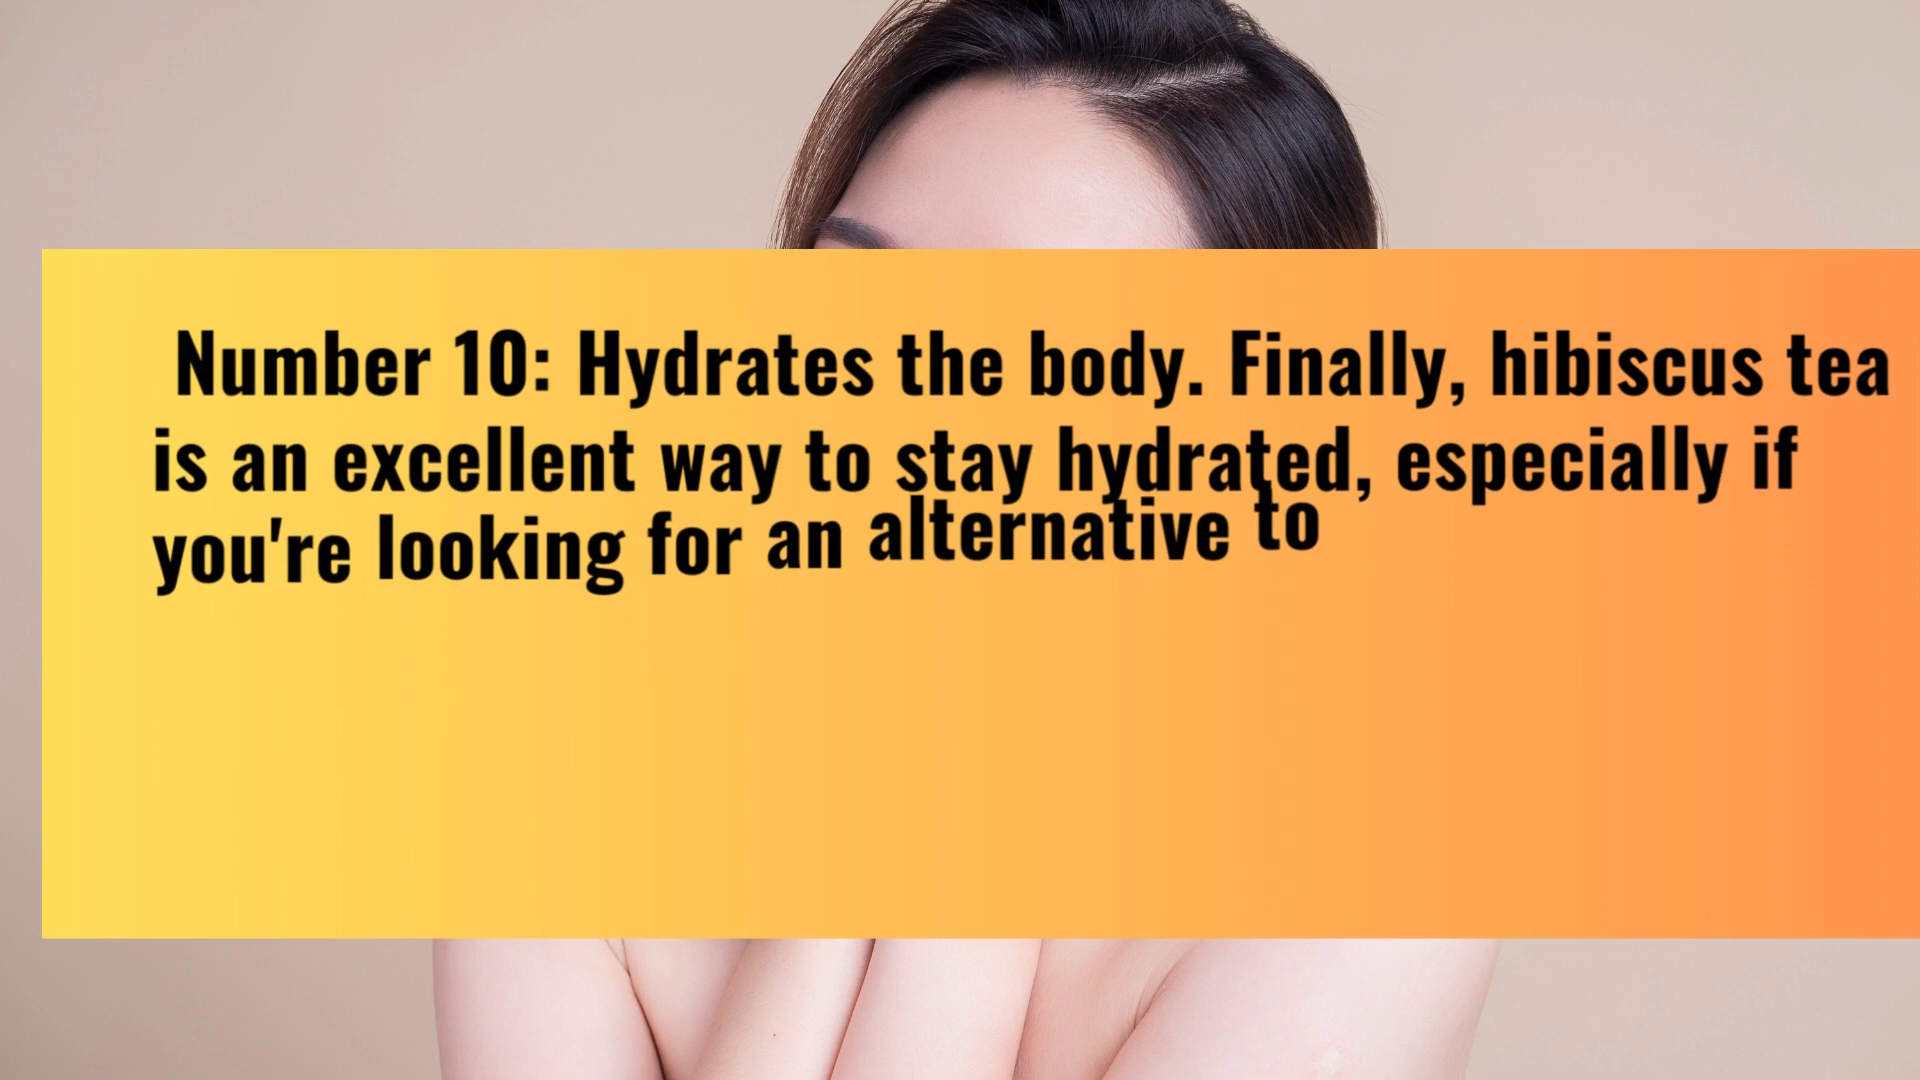 Number 10: Hydrates the body. Finally, hibiscus tea
is an excellent way to stay hydrated, especially if
you're looking for an alternative to